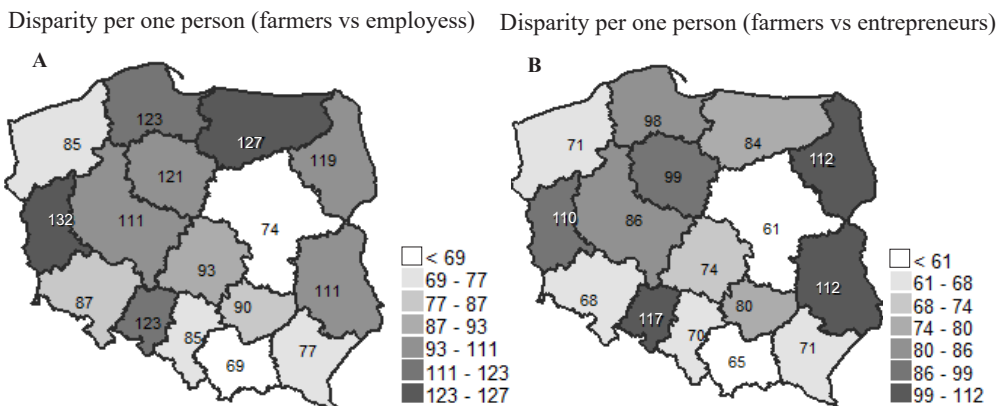 Disparity per one person (farmers vs employess)
Disparity per one person (farmers vs entrepreneurs)
A
123
85
127
119
121
132
111
74
93
111
87
90
123
85
77
69
< 69
69 - 77
77 - 87
87 - 93
93 - 111
111 - 123
123 - 127
B
98
71
84
112
99
110
86
61
74
112
68
80
117
70
71
65
< 61
61 - 68
68 - 74
74 - 80
80 - 86
86 - 99
99 - 112